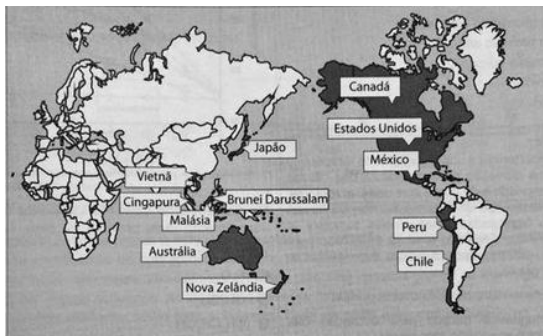 Canadá
Estados Unidos
México
Japão
Vietnã
Cingapura
Brunei Darussalam
Malásia
Austrália
Nova Zelândia
Peru
Chile